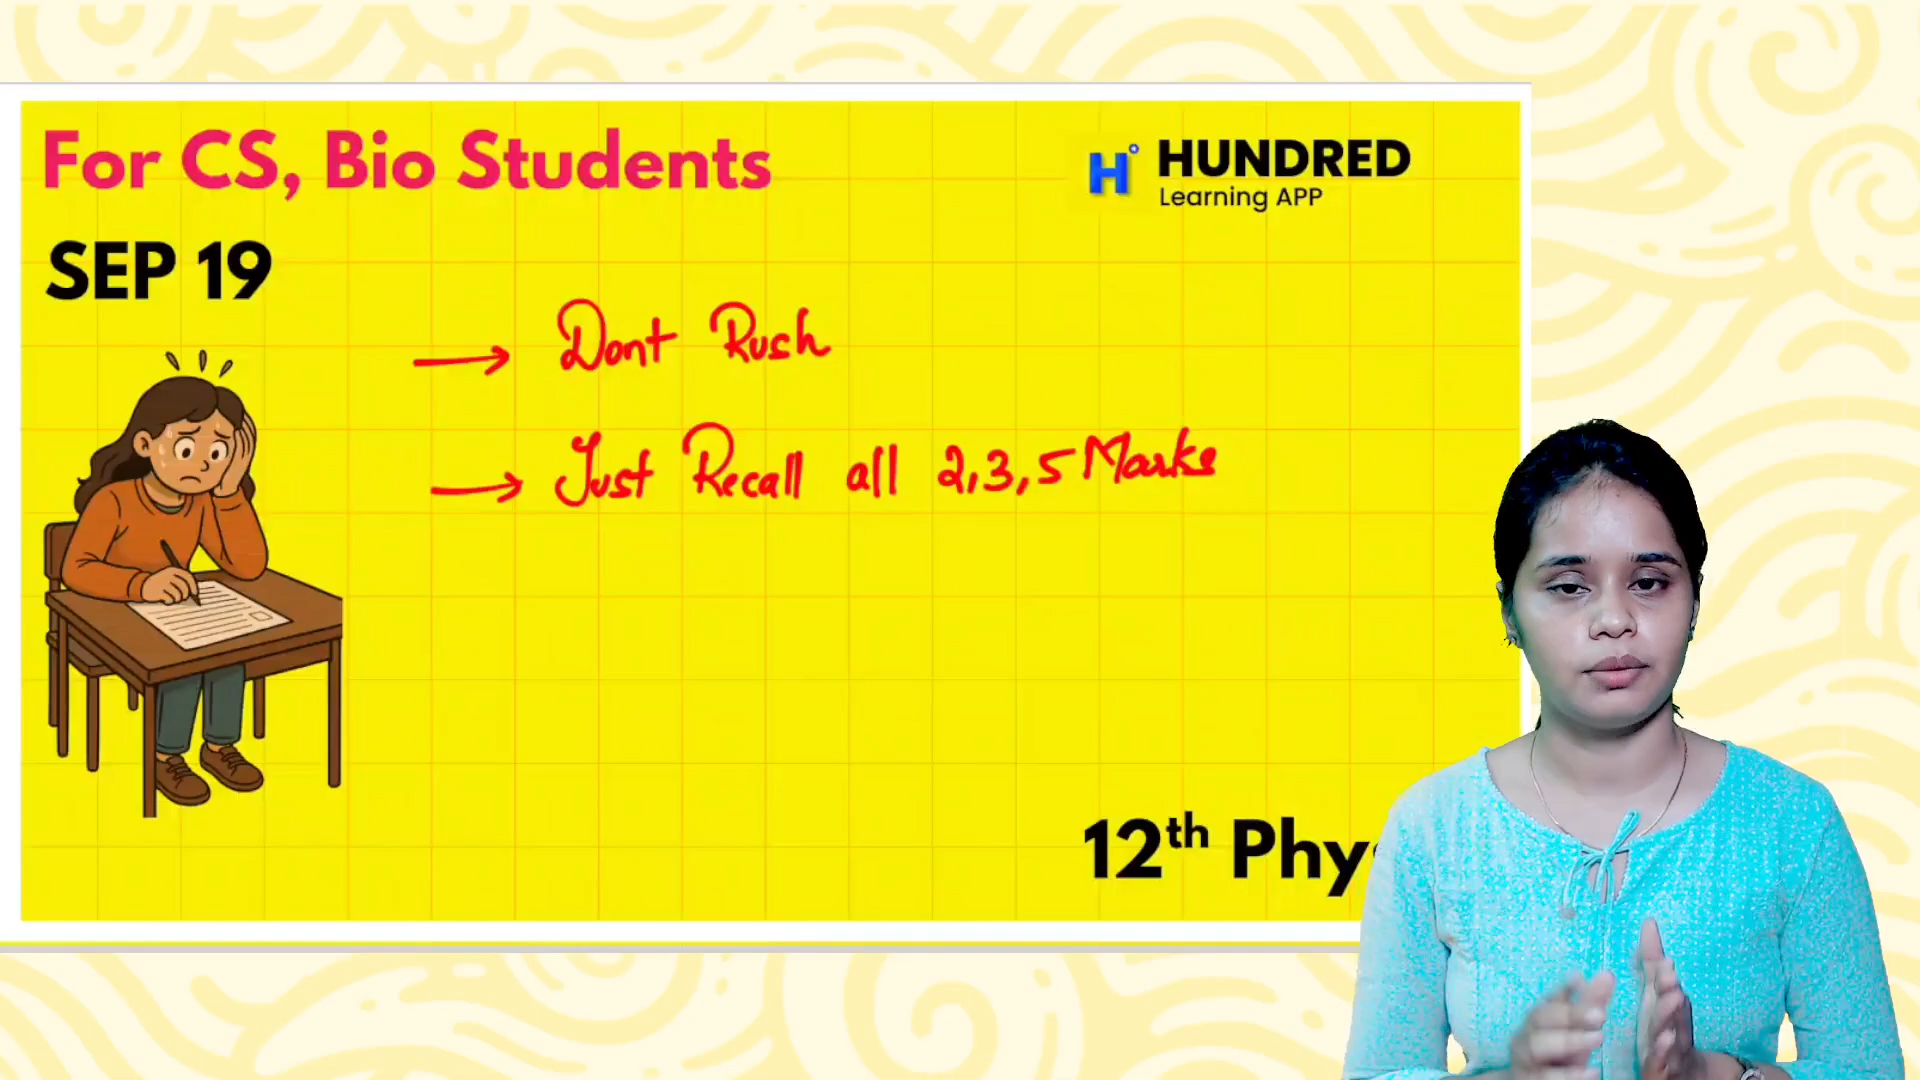 For CS, Bio Students
HUNDRED
Learning APP
SEP 19
→ Dont Rush
→ Just Recall all 2,3,5 Marks
12th